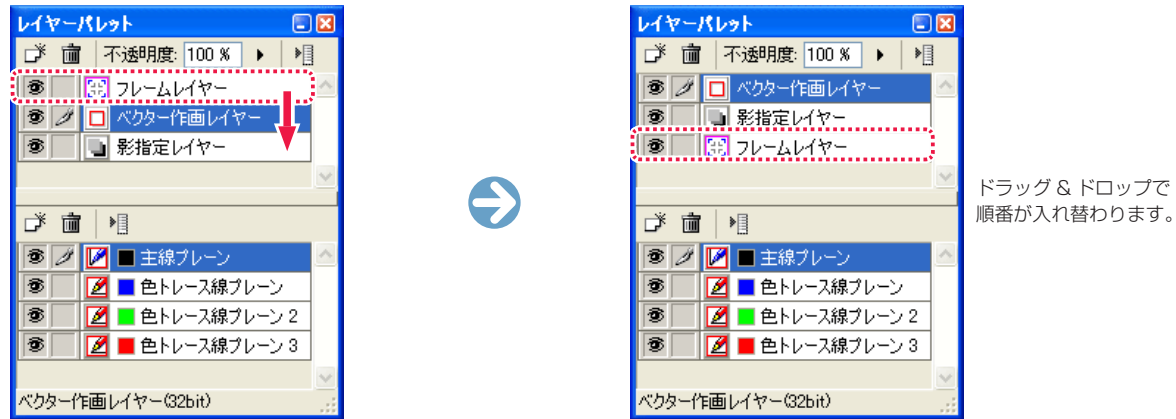 レイヤーパレット
不透明度: 100 %
フレームレイヤー
ベクター作画レイヤー
影指定レイヤー
主線プレーン
色トレース線プレーン
色トレース線プレーン 2
色トレース線プレーン 3
ベクター作画レイヤー(32bit)
レイヤーパレット
不透明度: 100 %
ベクター作画レイヤー
影指定レイヤー
フレームレイヤー
主線プレーン
色トレース線プレーン
色トレース線プレーン 2
色トレース線プレーン 3
ベクター作画レイヤー(32bit)
ドラッグ & ドロップで
順番が入れ替わります。